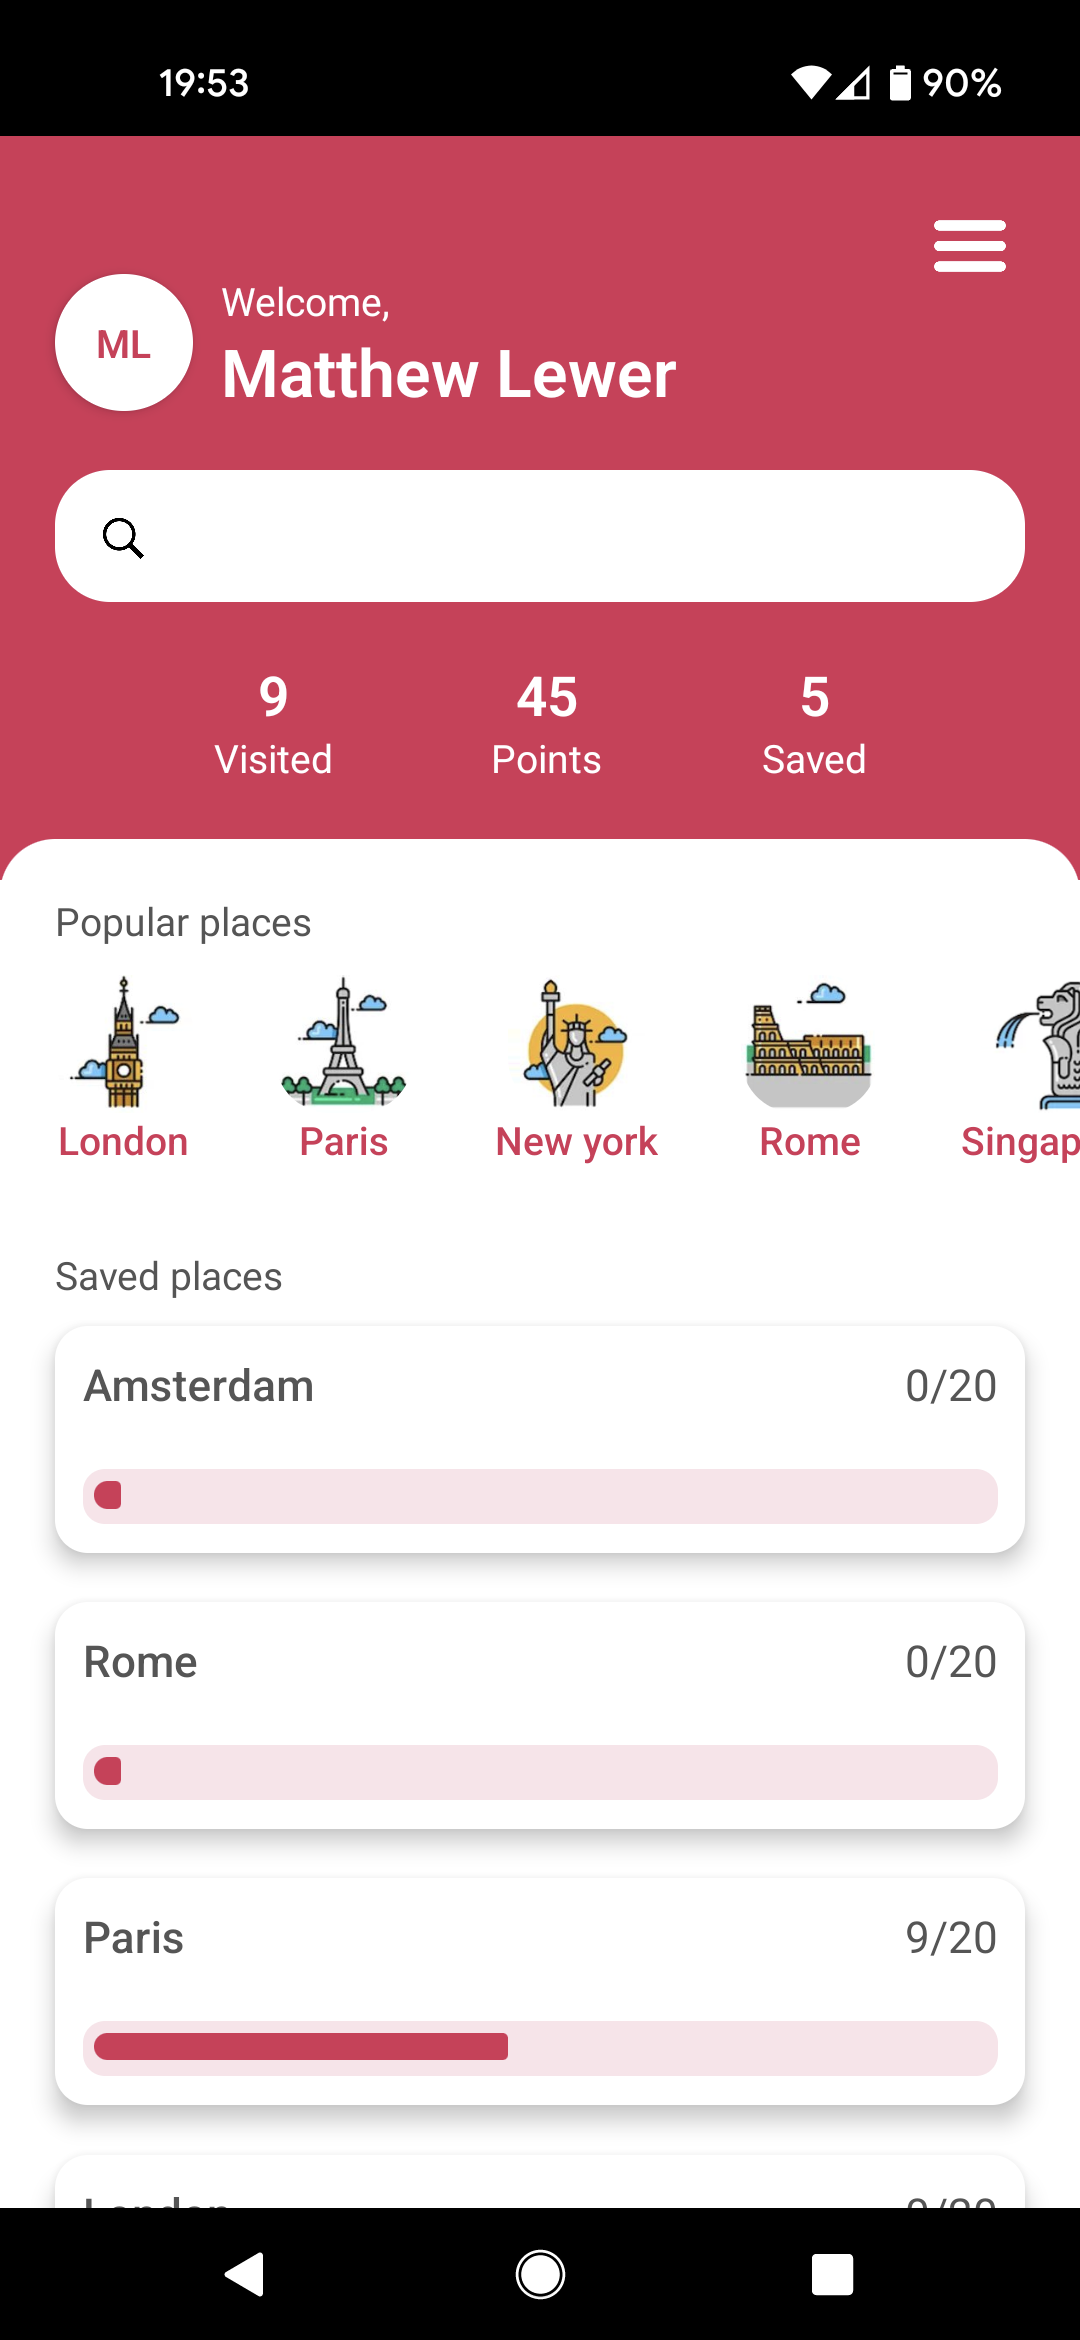 19:53
90%
ML
Welcome,
Matthew Lewer
9 45 5
Visited Points Saved
Popular places
London Paris New york Rome Singap
Saved places
Amsterdam 0/20
Rome 0/20
Paris 9/20